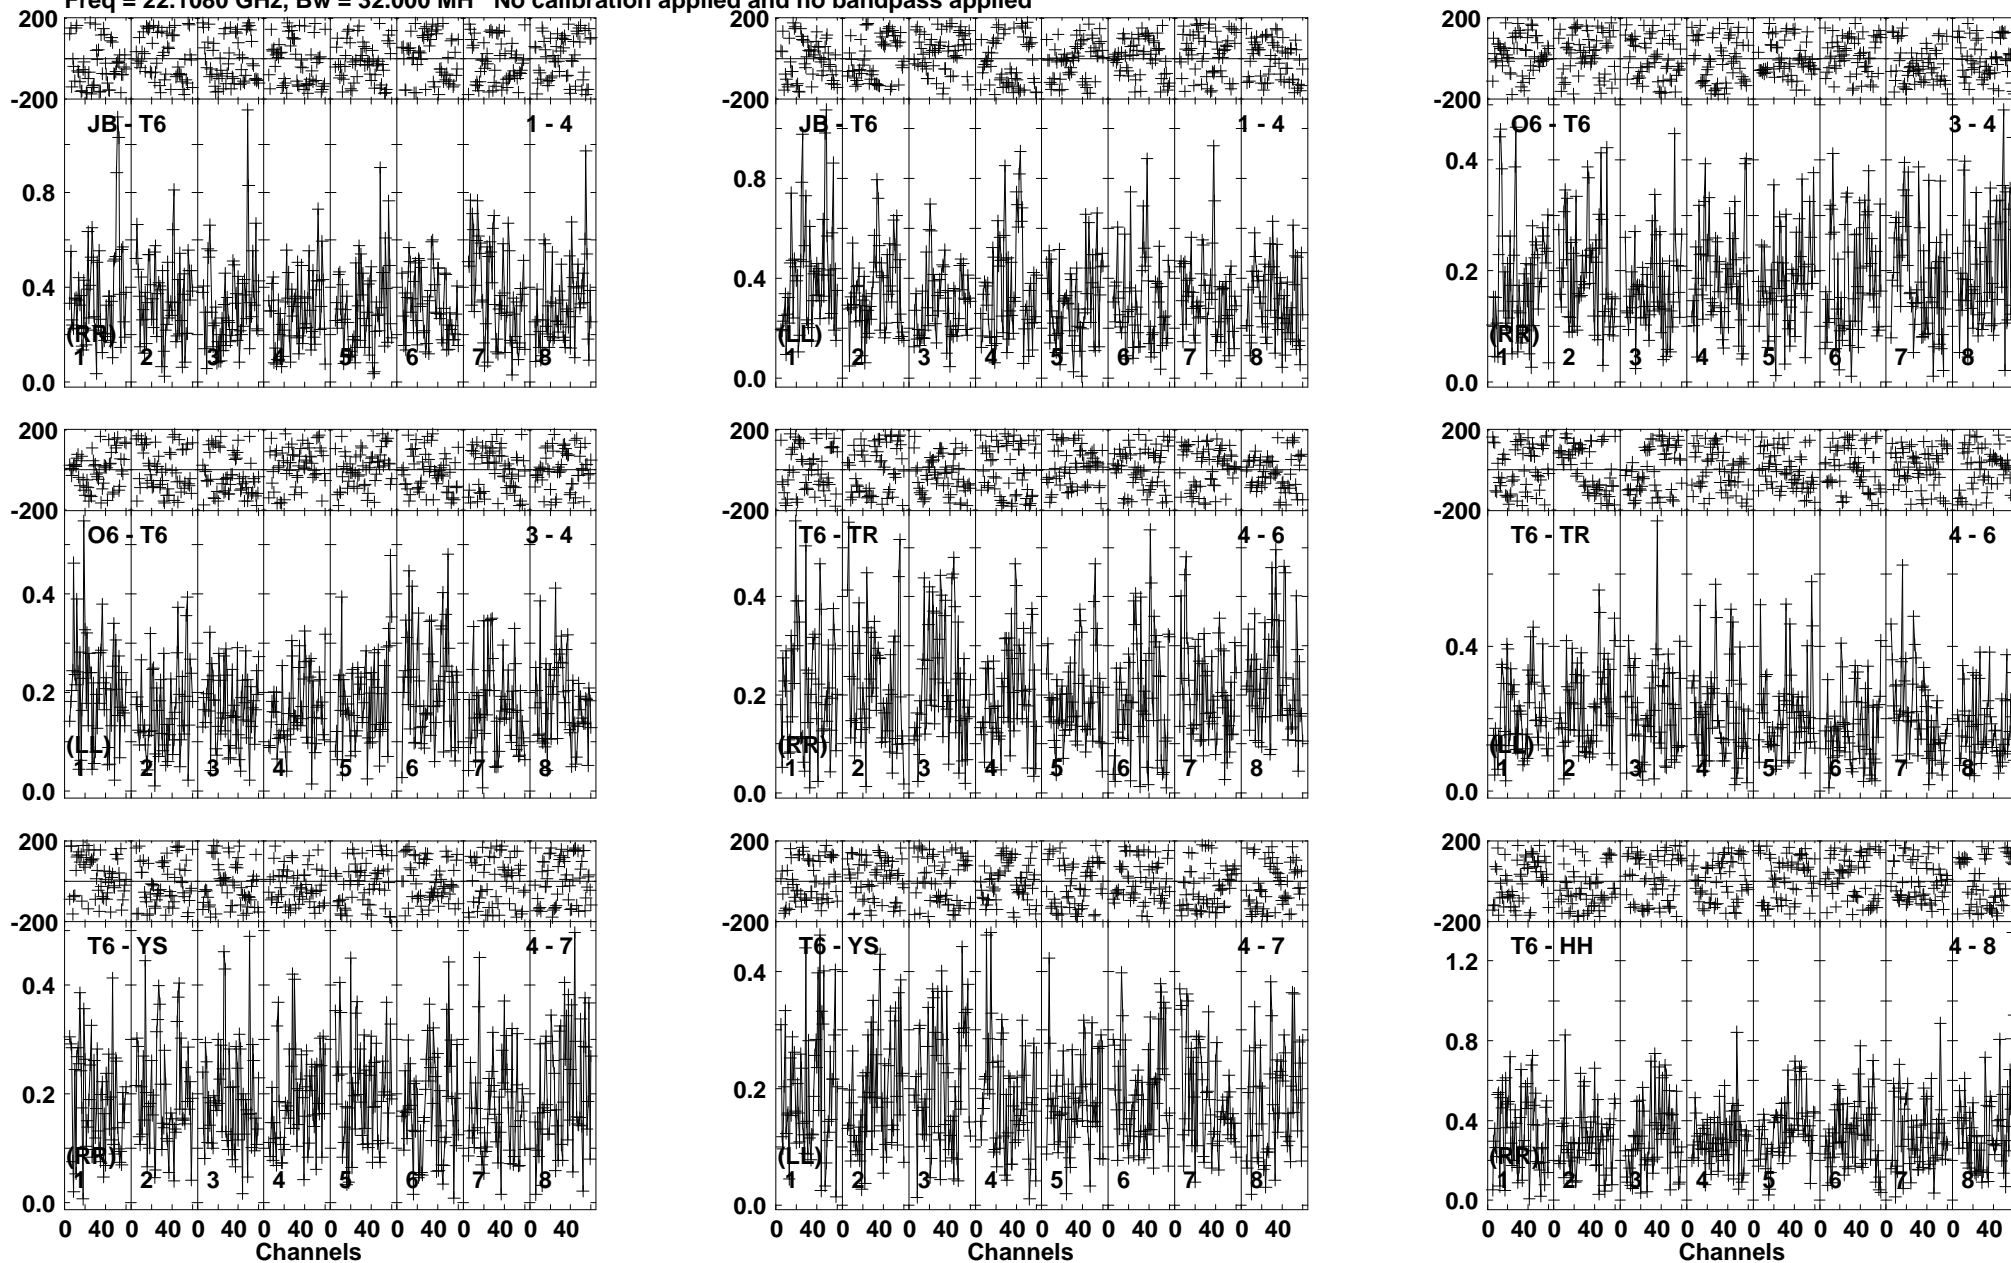 Freq = 22.1080 GHz, Bw = 32.000 MH No calibration applied and no bandpass applied
200 200 200
-200 -200 -200
JB - T6 1 - 4 JB - T6 1 - 4 O6 - T6 3 - 4
0.8 0.8 0.4
0.4 0.4 0.2
(RR) (LL) (RR)
1 2 3 4 5 6 7 8 1 2 3 4 5 6 7 8 1 2 3 4 5 6 7 8
0.0 0.0 0.0
200 200 200
-200 -200 -200
O6 - T6 3 - 4 T6 - TR 4 - 6 T6 - TR 4 - 6
0.4 0.4 0.4
0.2 0.2
(LL) (RR) (LL)
1 2 3 4 5 6 7 8 1 2 3 4 5 6 7 8 1 2 3 4 5 6 7 8
0.0 0.0 0.0
200 200 200
-200 -200 -200
T6 - YS 4 - 7 T6 - YS 4 - 7 T6 - HH 4 - 8
1.2
0.4 0.4 0.8
0.2 0.2 0.4
(RR) (LL) (RR)
1 2 3 4 5 6 7 8 1 2 3 4 5 6 7 8 1 2 3 4 5 6 7 8
0.0 0.0 0.0
0 40 0 40 0 40 0 40 0 40 0 40 0 40 0 40 0 40 0 40 0 40 0 40 0 40 0 40 0 40 0 40 0 40 0 40 0 40 0 40 0 40 0 40 0 40 0 40
Channels Channels Channels